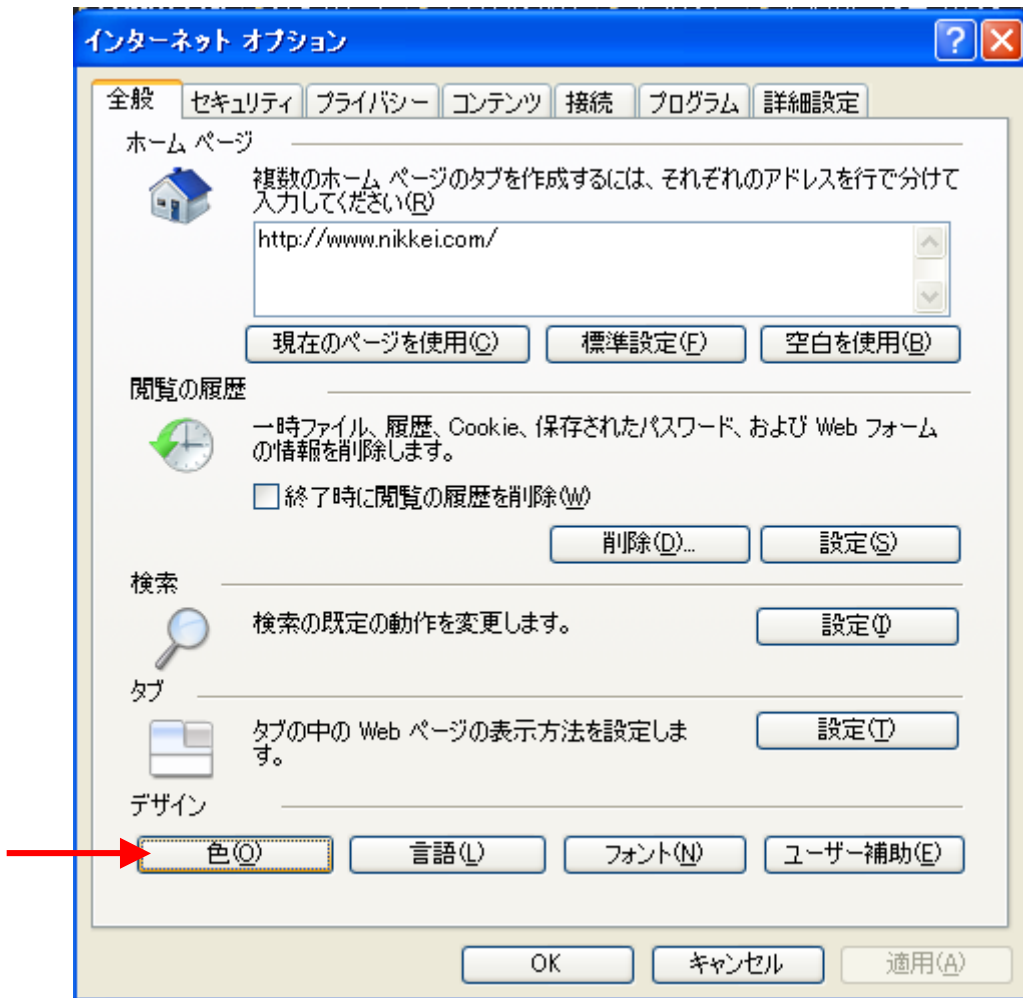 インターネット オプション
全般 セキュリティ プライバシー コンテンツ 接続 プログラム 詳細設定
ホーム ページ
複数のホーム ページのタブを作成するには、それぞれのアドレスを行で分けて
入力してください(R)
http://www.nikkei.com/
現在のページを使用(C) 標準設定(F) 空白を使用(B)
閲覧の履歴
一時ファイル、履歴、Cookie、保存されたパスワード、および Web フォーム
の情報を削除します。
終了時に閲覧の履歴を削除(W)
削除(D)... 設定(S)
検索
検索の既定の動作を変更します。
設定(I)
タブ
タブの中の Web ページの表示方法を設定しま
す。
設定(T)
デザイン
色(O) 言語(L) フォント(N) ユーザー補助(E)
OK キャンセル 適用(A)